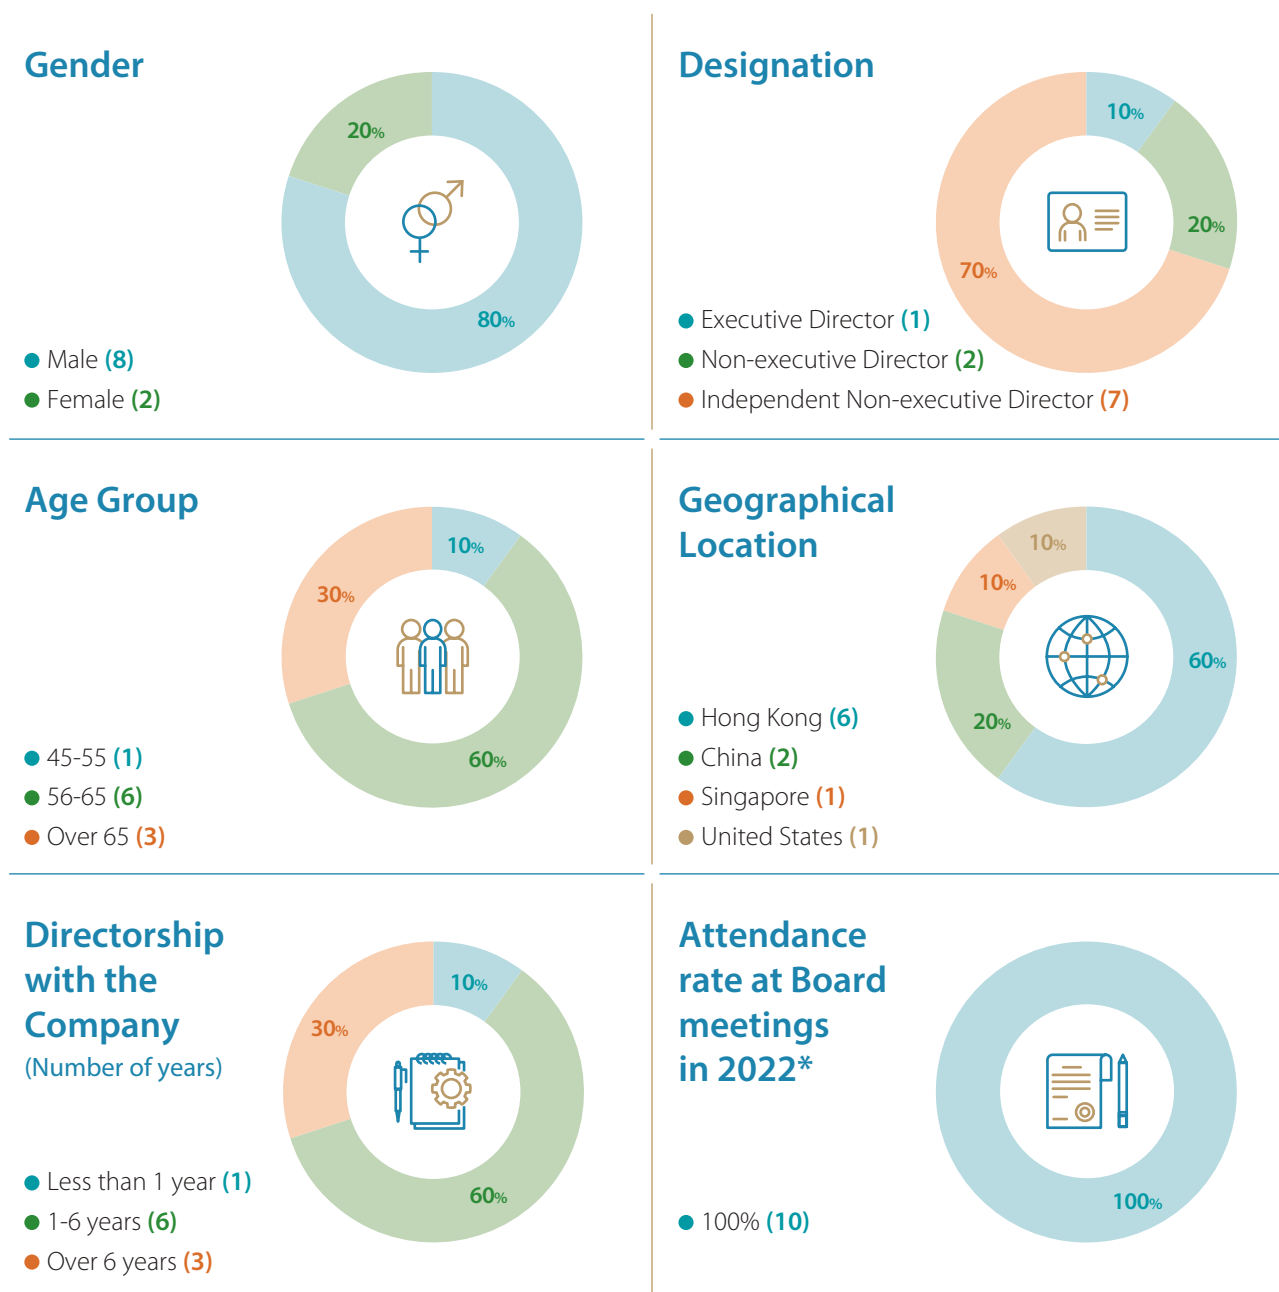 Gender
20%
80%
Male (8)
Female (2)
Designation
10%
20%
70%
Executive Director (1)
Non-executive Director (2)
Independent Non-executive Director (7)
Age Group
10%
30%
60%
45-55 (1)
56-65 (6)
Over 65 (3)
Geographical
Location
10%
10%
60%
20%
Hong Kong (6)
China (2)
Singapore (1)
United States (1)
Directorship
with the
Company
(Number of years)
10%
30%
60%
Less than 1 year (1)
1-6 years (6)
Over 6 years (3)
Attendance
rate at Board
meetings
in 2022*
100%
100% (10)